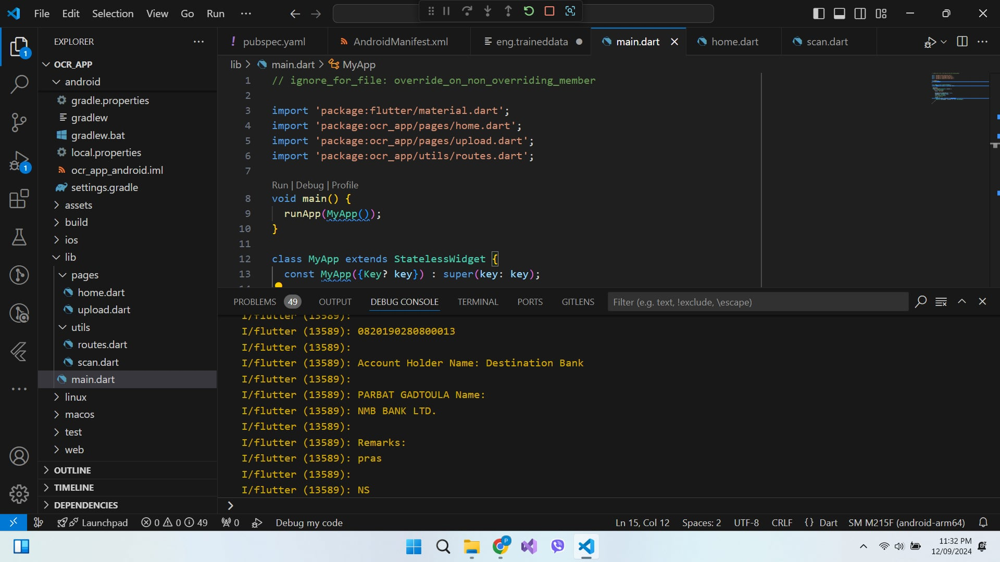 File Edit Selection View Go Run ···
EXPLORER
OCR_APP
android
gradle.properties
gradlew
gradlew.bat
local.properties
ocr_app_android.iml
settings.gradle
assets
build
ios
lib
pages
home.dart
upload.dart
utils
routes.dart
scan.dart
main.dart
linux
macos
test
web
OUTLINE
TIMELINE
DEPENDENCIES
1
1
pubspec.yaml AndroidManifest.xml eng.traineddata main.dart home.dart scan.dart
lib > main.dart > MyApp
1 // ignore_for_file: override_on_non_overriding_member
2
3 import 'package:flutter/material.dart';
4 import 'package:ocr_app/pages/home.dart';
5 import 'package:ocr_app/pages/upload.dart';
6 import 'package:ocr_app/utils/routes.dart';
7
Run | Debug | Profile
8 void main() {
9 runApp(MyApp());
10 }
11
12 class MyApp extends StatelessWidget {
13 const MyApp({Key? key}) : super(key: key);
PROBLEMS 49 OUTPUT DEBUG CONSOLE TERMINAL PORTS GITLENS Filter (e.g. text, !exclude, \escape)
I/flutter (13589):
I/flutter (13589): 0820190280800013
I/flutter (13589):
I/flutter (13589): Account Holder Name: Destination Bank
I/flutter (13589):
I/flutter (13589): PARBAT GADTOULA Name:
I/flutter (13589): NMB BANK LTD.
I/flutter (13589):
I/flutter (13589): Remarks:
I/flutter (13589): pras
I/flutter (13589):
I/flutter (13589): NS
>
Launchpad 0 0 49 0 Debug my code Ln 15, Col 12 Spaces: 2 UTF-8 CRLF {} Dart SM M215F (android-arm64)
P
11:32 PM
12/09/2024